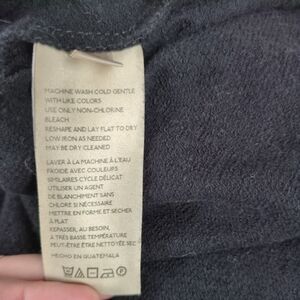 MACHINE WASH COLD GENTLE
WITH LIKE COLORS
USE ONLY NON-CHLORINE
BLEACH
RESHAPE AND LAY FLAT TO DRY
LOW IRON AS NEEDED
MAY BE DRY CLEANED
LAVER À LA MACHINE À L'EAU
FROIDE AVEC COULEURS
SIMILAIRES CYCLE DÉLICAT
UTILISER UN AGENT
DE BLANCHIMENT SANS
CHLORE SI NÉCESSAIRE
METTRE EN FORME ET SÉCHER
À PLAT
REPASSER, AU BESOIN,
À TRÈS BASSE TEMPÉRATURE
PEUT-ÊTRE ÊTRE NETTOYÉ SEC
HECHO EN GUATEMALA